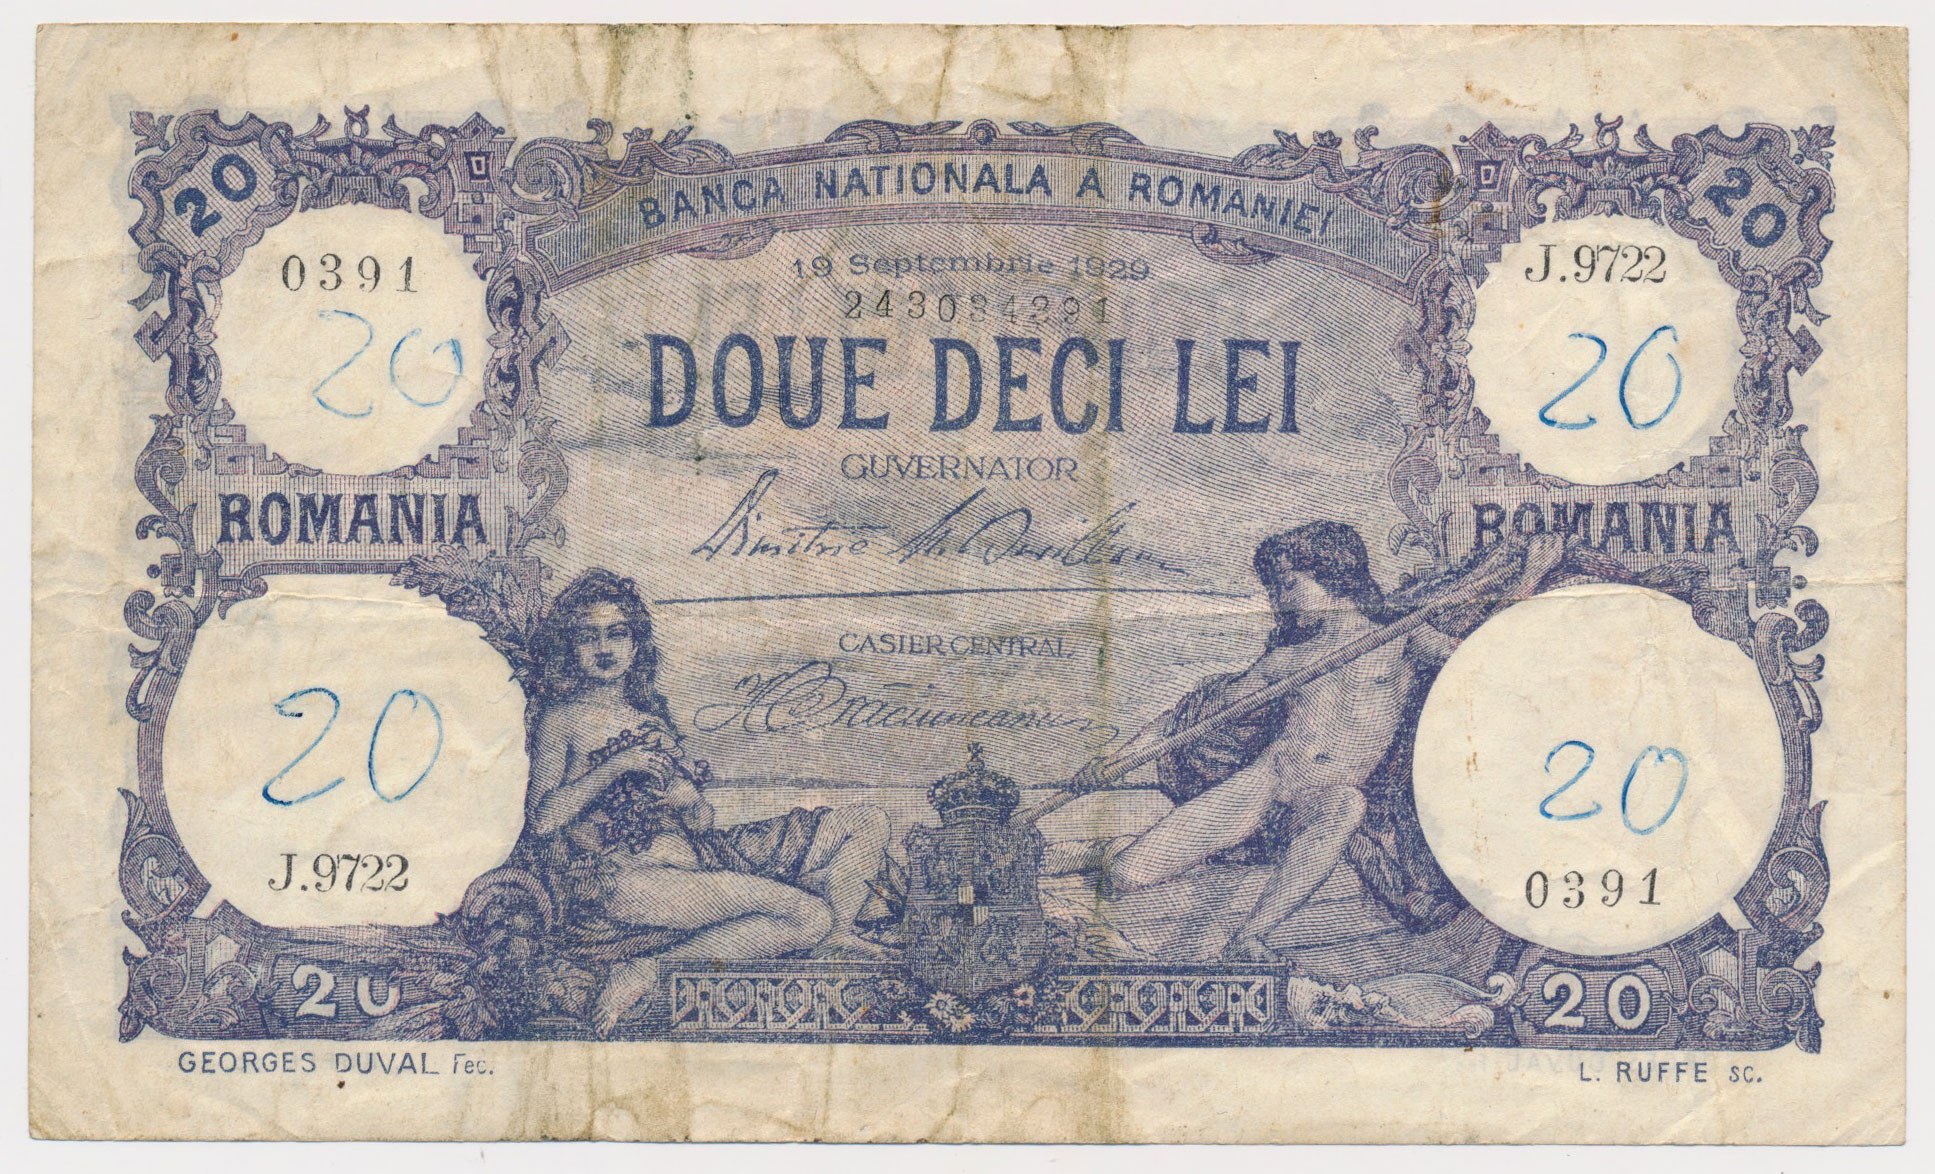 20
20
BANCA NATIONALA A ROMANIEI
0391
J.9722
19 Septembrie 1929
243034391
20
20
DOUE DECI LEI
GUVERNATOR
ROMANIA
ROMANIA
CASIER CENTRAL
20
20
J.9722
0391
20
20
GEORGES DUVAL Fec.
L. RUFFE SC.